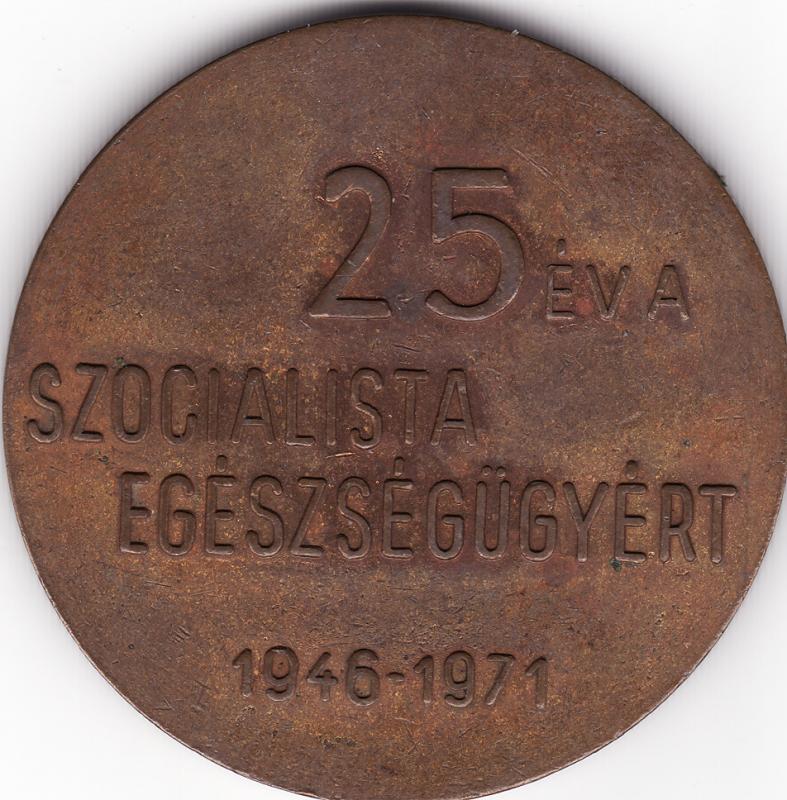 25 ÉV A
SZOCIALISTA
EGÉSZSÉGÜGYÉRT
1946-1971